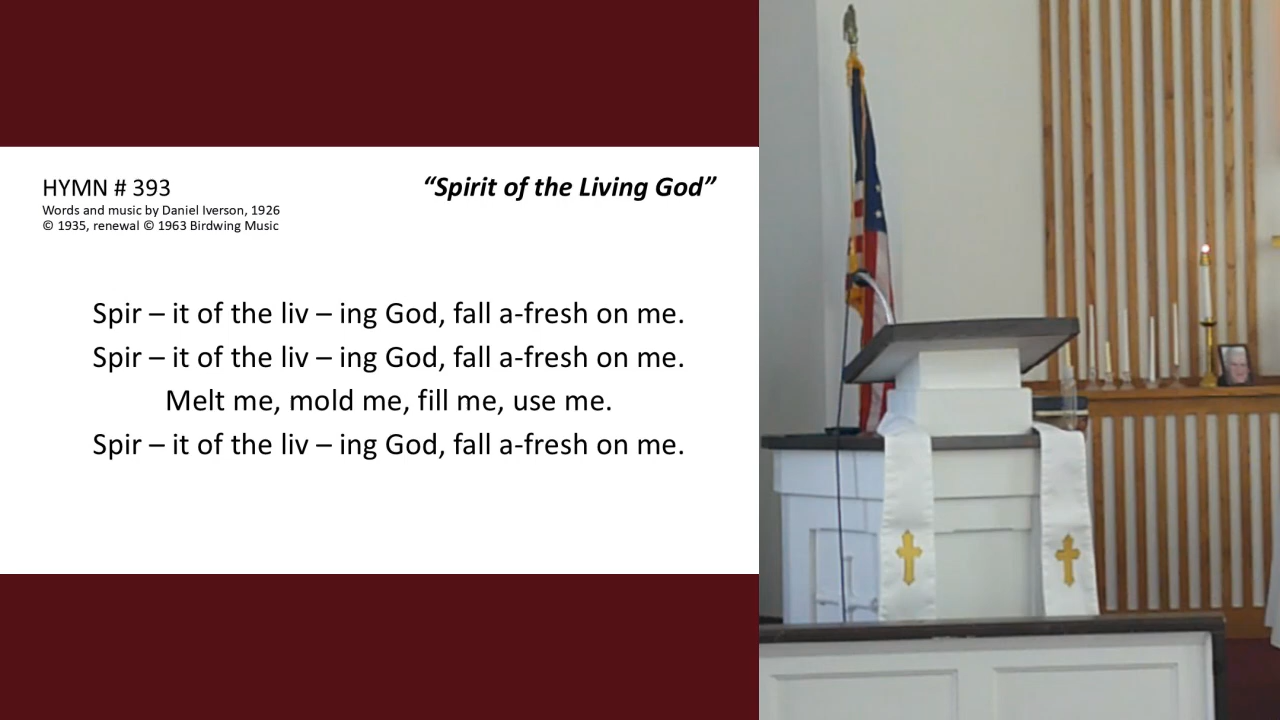 HYMN # 393
“Spirit of the Living God”
Words and music by Daniel Iverson, 1926
© 1935, renewal © 1963 Birdwing Music
Spir – it of the liv – ing God, fall a-fresh on me.
Spir – it of the liv – ing God, fall a-fresh on me.
Melt me, mold me, fill me, use me.
Spir – it of the liv – ing God, fall a-fresh on me.